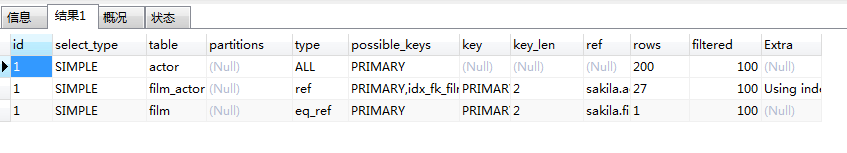 信息 结果1 概况 状态
id select_type table partitions type possible_keys key key_len ref rows filtered Extra
1 SIMPLE actor (Null) ALL PRIMARY (Null) (Null) (Null) 200 100 (Null)
1 SIMPLE film_actor (Null) ref PRIMARY,idx_fk_film PRIMAR 2 sakila.a 27 100 Using inde
1 SIMPLE film (Null) eq_ref PRIMARY PRIMAR 2 sakila.fi 1 100 (Null)